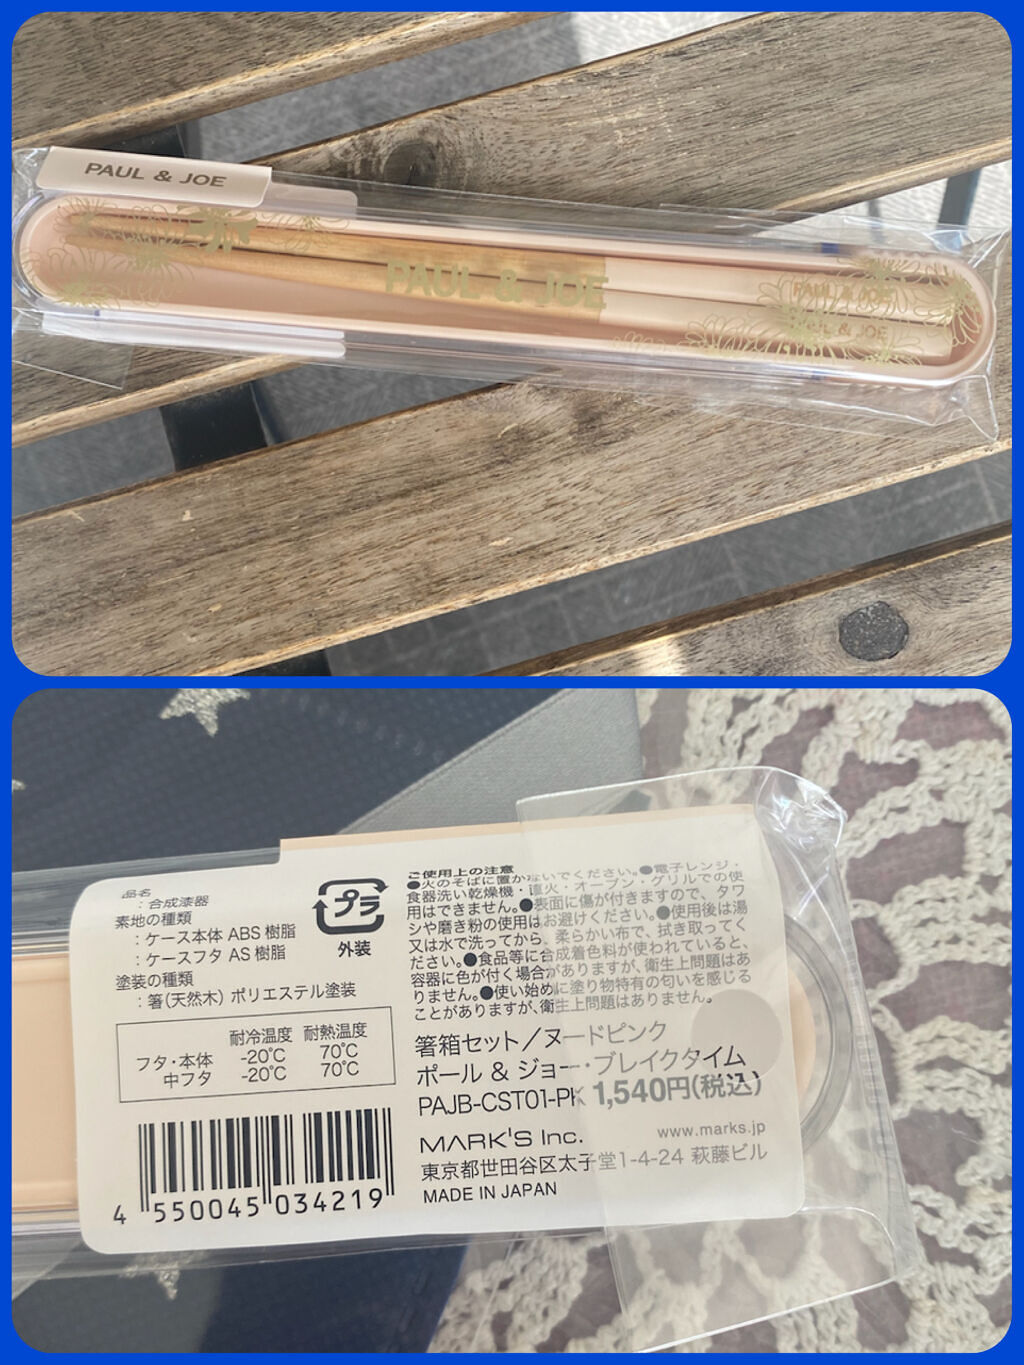 PAUL & JOE
PAUL & JOE
PAUL & JOE
PAUL & JOE
品名
：合成漆器
素地の種類
：ケース本体 ABS 樹脂
：ケースフタ AS 樹脂
塗装の種類
：箸(天然木) ポリエステル塗装
耐冷温度 耐熱温度
フタ・本体 -20℃ 70℃
中フタ -20℃ 70℃
4 550045 034219
プラ
外装
ご使用上の注意
●火のそばに置かないでください。●電子レンジ・
食器洗い乾燥機・直火・オーブン・グリルでの使
用はできません。●表面に傷が付きますので、タワ
シや磨き粉の使用はお避けください。●使用後は湯
又は水で洗ってから、柔らかい布で、拭き取ってく
ださい。●食品等に合成着色料が使われていると、
容器に色が付く場合がありますが、衛生上問題はあ
りません。●使い始めに塗り物特有の匂いを感じる
ことがありますが、衛生上問題はありません。
箸箱セット／ヌードピンク
ポール & ジョー・ブレイクタイム
PAJB-CST01-PK 1,540円(税込)
MARK'S Inc. www.marks.jp
東京都世田谷区太子堂1-4-24 萩藤ビル
MADE IN JAPAN